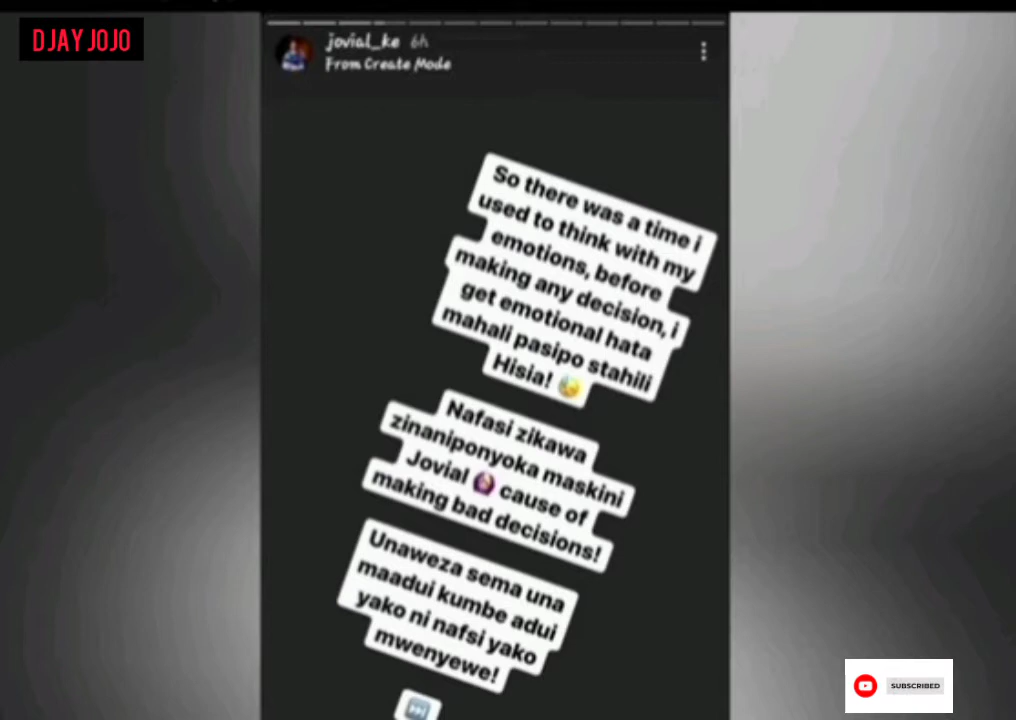 DJAY JOJO
jovial_ke 6h
From Create Mode
So there was a time i
used to think with my
emotions, before
making any decision, i
get emotional hata
mahali pasipo stahili
Hisia! 😥
Nafasi zikawa
zinaniponyoka maskini
Jovial 🤦🏿‍♀️ cause of
making bad decisions!
Unaweza sema una
maadui kumbe adui
yako ni nafsi yako
mwenyewe!
⏭️
SUBSCRIBED